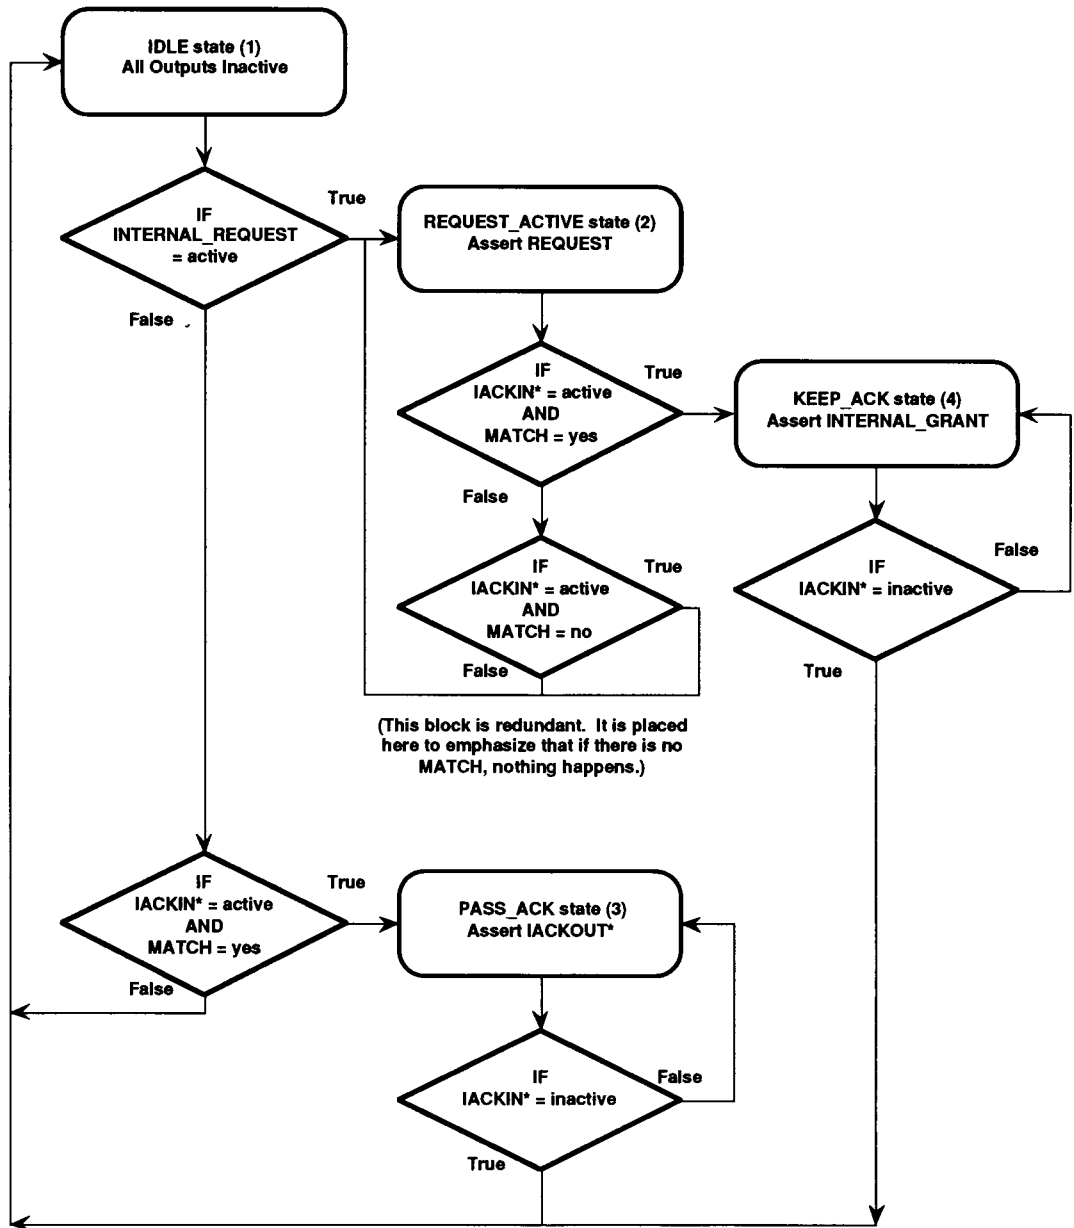 IDLE state (1)
All Outputs Inactive
IF
INTERNAL_REQUEST
= active
True
False
REQUEST_ACTIVE state (2)
Assert REQUEST
IF
IACKIN* = active
AND
MATCH = yes
True
False
KEEP_ACK state (4)
Assert INTERNAL_GRANT
IF
IACKIN* = active
AND
MATCH = no
True
False
IF
IACKIN* = inactive
False
True
(This block is redundant. It is placed
here to emphasize that if there is no
MATCH, nothing happens.)
IF
IACKIN* = active
AND
MATCH = yes
True
False
PASS_ACK state (3)
Assert IACKOUT*
IF
IACKIN* = inactive
False
True